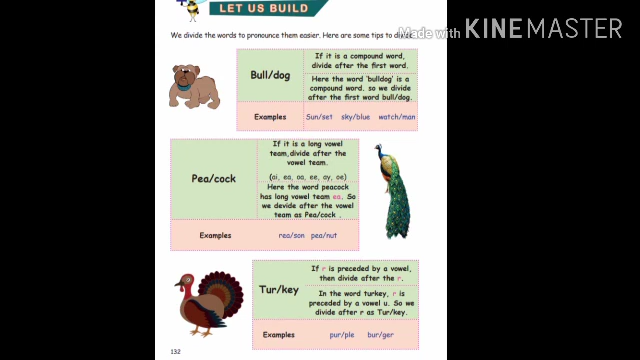 LET US BUILD
Made with KINEMASTER
We divide the words to pronounce them easier. Here are some tips to divide.
Bull/dog
If it is a compound word,
divide after the first word.
Here the word 'bulldog' is a
compound word. so we divide
after the first word bull/dog.
Examples
Sun/set sky/blue watch/man
Pea/cock
If it is a long vowel
team,divide after the
vowel team.
(ai, ea, oa, ee, ay, oe)
Here the word peacock
has long vowel team ea. So
we devide after the vowel
team as Pea/cock .
Examples
rea/son pea/nut
Tur/key
If r is preceded by a vowel,
then divide after the r.
In the word turkey, r is
preceded by a vowel u. So we
divide after r as Tur/key.
Examples
pur/ple bur/ger
132